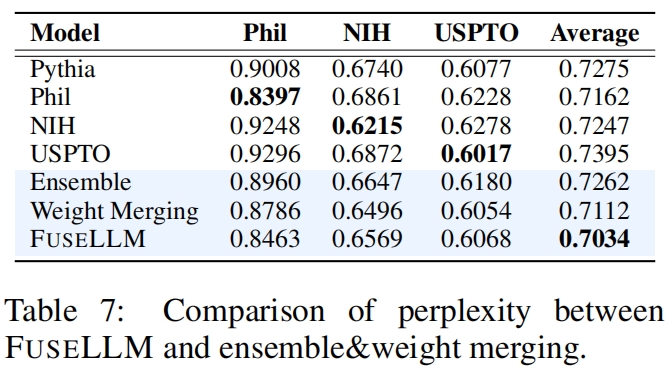 Model Phil NIH USPTO Average
Pythia 0.9008 0.6740 0.6077 0.7275
Phil 0.8397 0.6861 0.6228 0.7162
NIH 0.9248 0.6215 0.6278 0.7247
USPTO 0.9296 0.6872 0.6017 0.7395
Ensemble 0.8960 0.6647 0.6180 0.7262
Weight Merging 0.8786 0.6496 0.6054 0.7112
FUSELLM 0.8463 0.6569 0.6068 0.7034
Table 7: Comparison of perplexity between
FUSELLM and ensemble&weight merging.